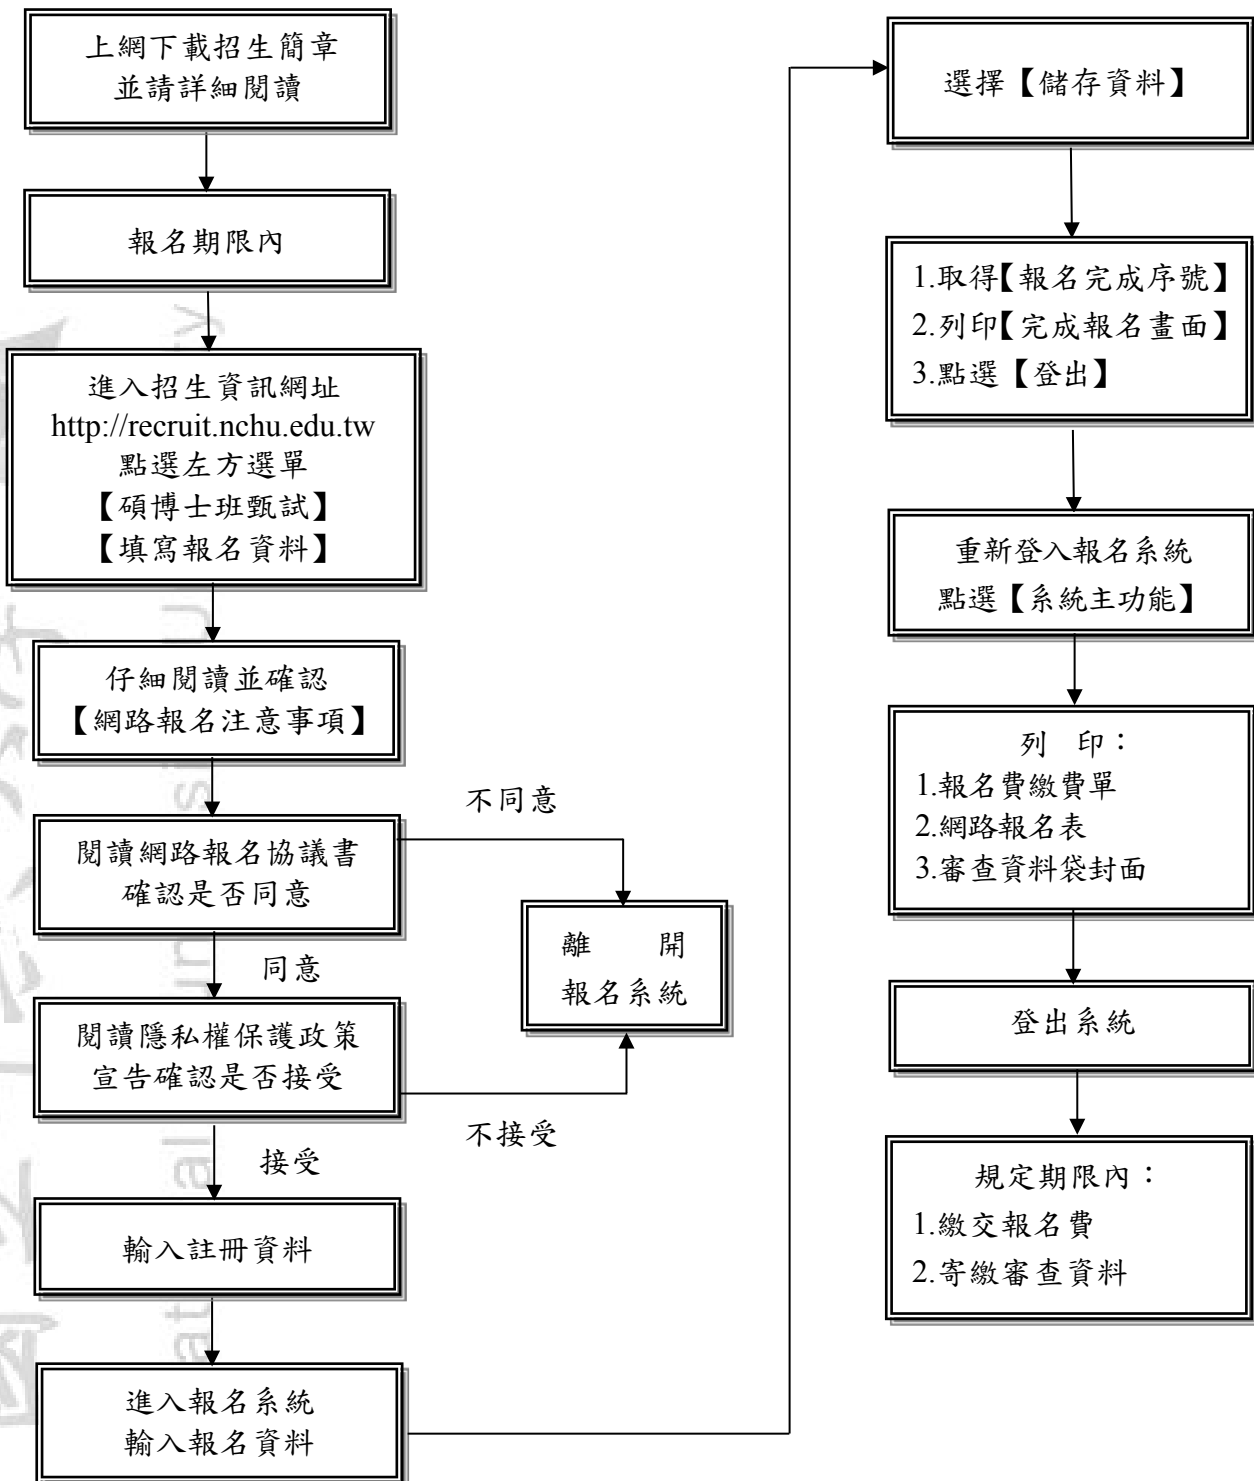 上網下載招生簡章
並請詳細閱讀
報名期限內
進入招生資訊網址
http://recruit.nchu.edu.tw
點選左方選單
【碩博士班甄試】
【填寫報名資料】
仔細閱讀並確認
【網路報名注意事項】
閱讀網路報名協議書
確認是否同意
不同意
離　　開
報名系統
同意
閱讀隱私權保護政策
宣告確認是否接受
不接受
接受
輸入註冊資料
進入報名系統
輸入報名資料
選擇【儲存資料】
1.取得【報名完成序號】
2.列印【完成報名畫面】
3.點選【登出】
重新登入報名系統
點選【系統主功能】
列　印：
1.報名費繳費單
2.網路報名表
3.審查資料袋封面
登出系統
規定期限內：
1.繳交報名費
2.寄繳審查資料